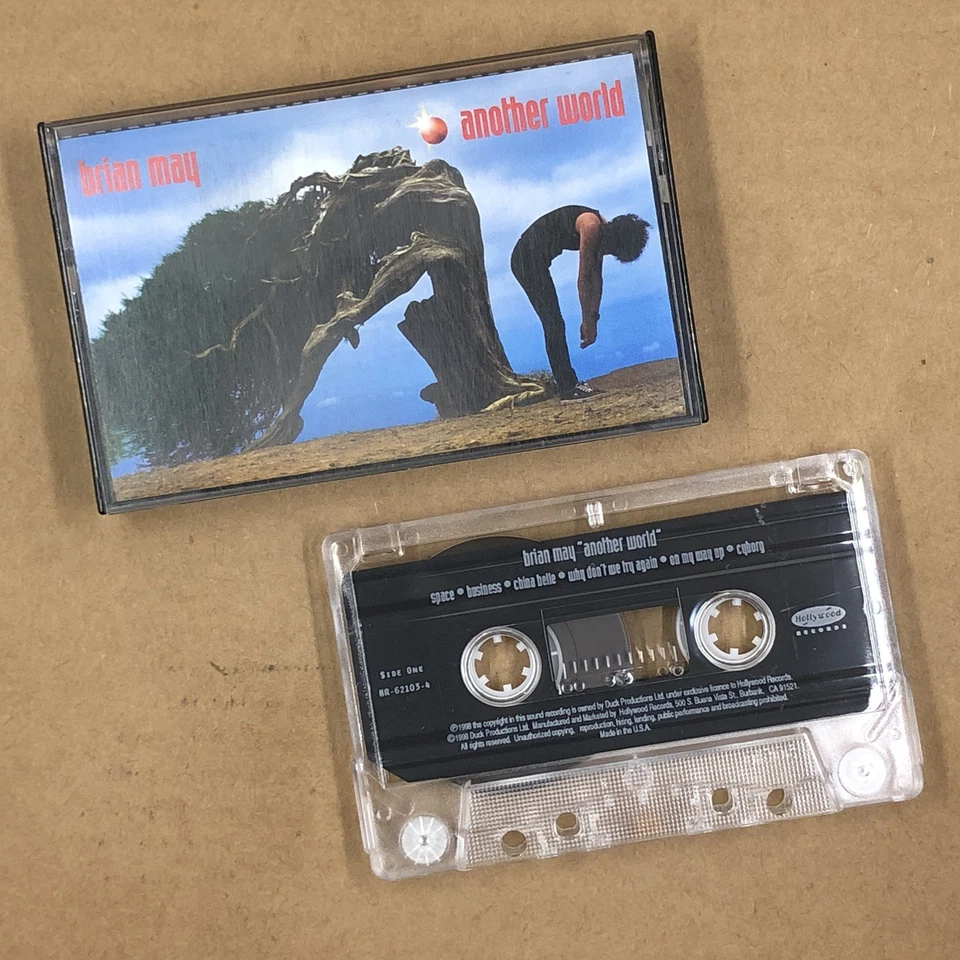 brian may
another world
brian may "another world"
space • business • china belle • why don't we try again • on my way up • cyborg
Hollywood
RECORDS
SIDE ONE
HR-62103-4
℗1998 the copyright in this sound recording is owned by Duck Productions Ltd. under exclusive licence to Hollywood Records.
©1998 Duck Productions Ltd. Manufactured and Marketed by Hollywood Records, 500 S. Buena Vista St., Burbank, CA 91521.
All rights reserved. Unauthorized copying, reproduction, hiring, lending, public performance and broadcasting prohibited.
Made in the U.S.A.